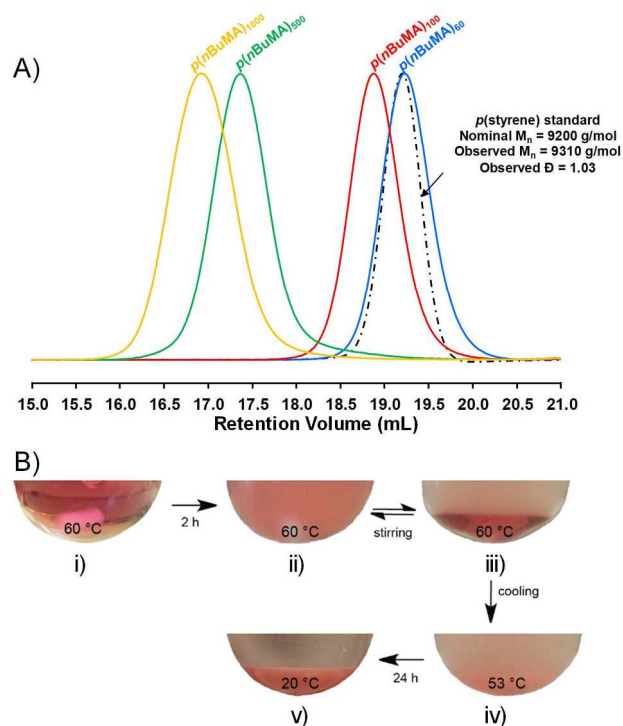 A)
p(nBuMA)1000
p(nBuMA)500
p(nBuMA)100
p(nBuMA)60
p(styrene) standard
Nominal Mn = 9200 g/mol
Observed Mn = 9310 g/mol
Observed Đ = 1.03
15.0 15.5 16.0 16.5 17.0 17.5 18.0 18.5 18.8 19.5 20.0 20.5 21.0
Retention Volume (mL)
B)
60 °C
2 h
60 °C
stirring
60 °C
i)
ii)
iii)
cooling
20 °C
24 h
53 °C
v)
iv)